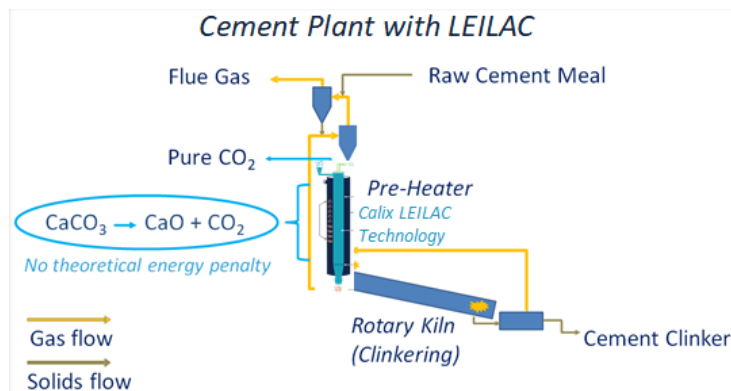 Cement Plant with LEILAC
Flue Gas
Raw Cement Meal
Pure CO₂
Pre-Heater
Calix LEILAC
Technology
CaCO₃ → CaO + CO₂
No theoretical energy penalty
Rotary Kiln
(Clinkering)
Cement Clinker
Gas flow
Solids flow